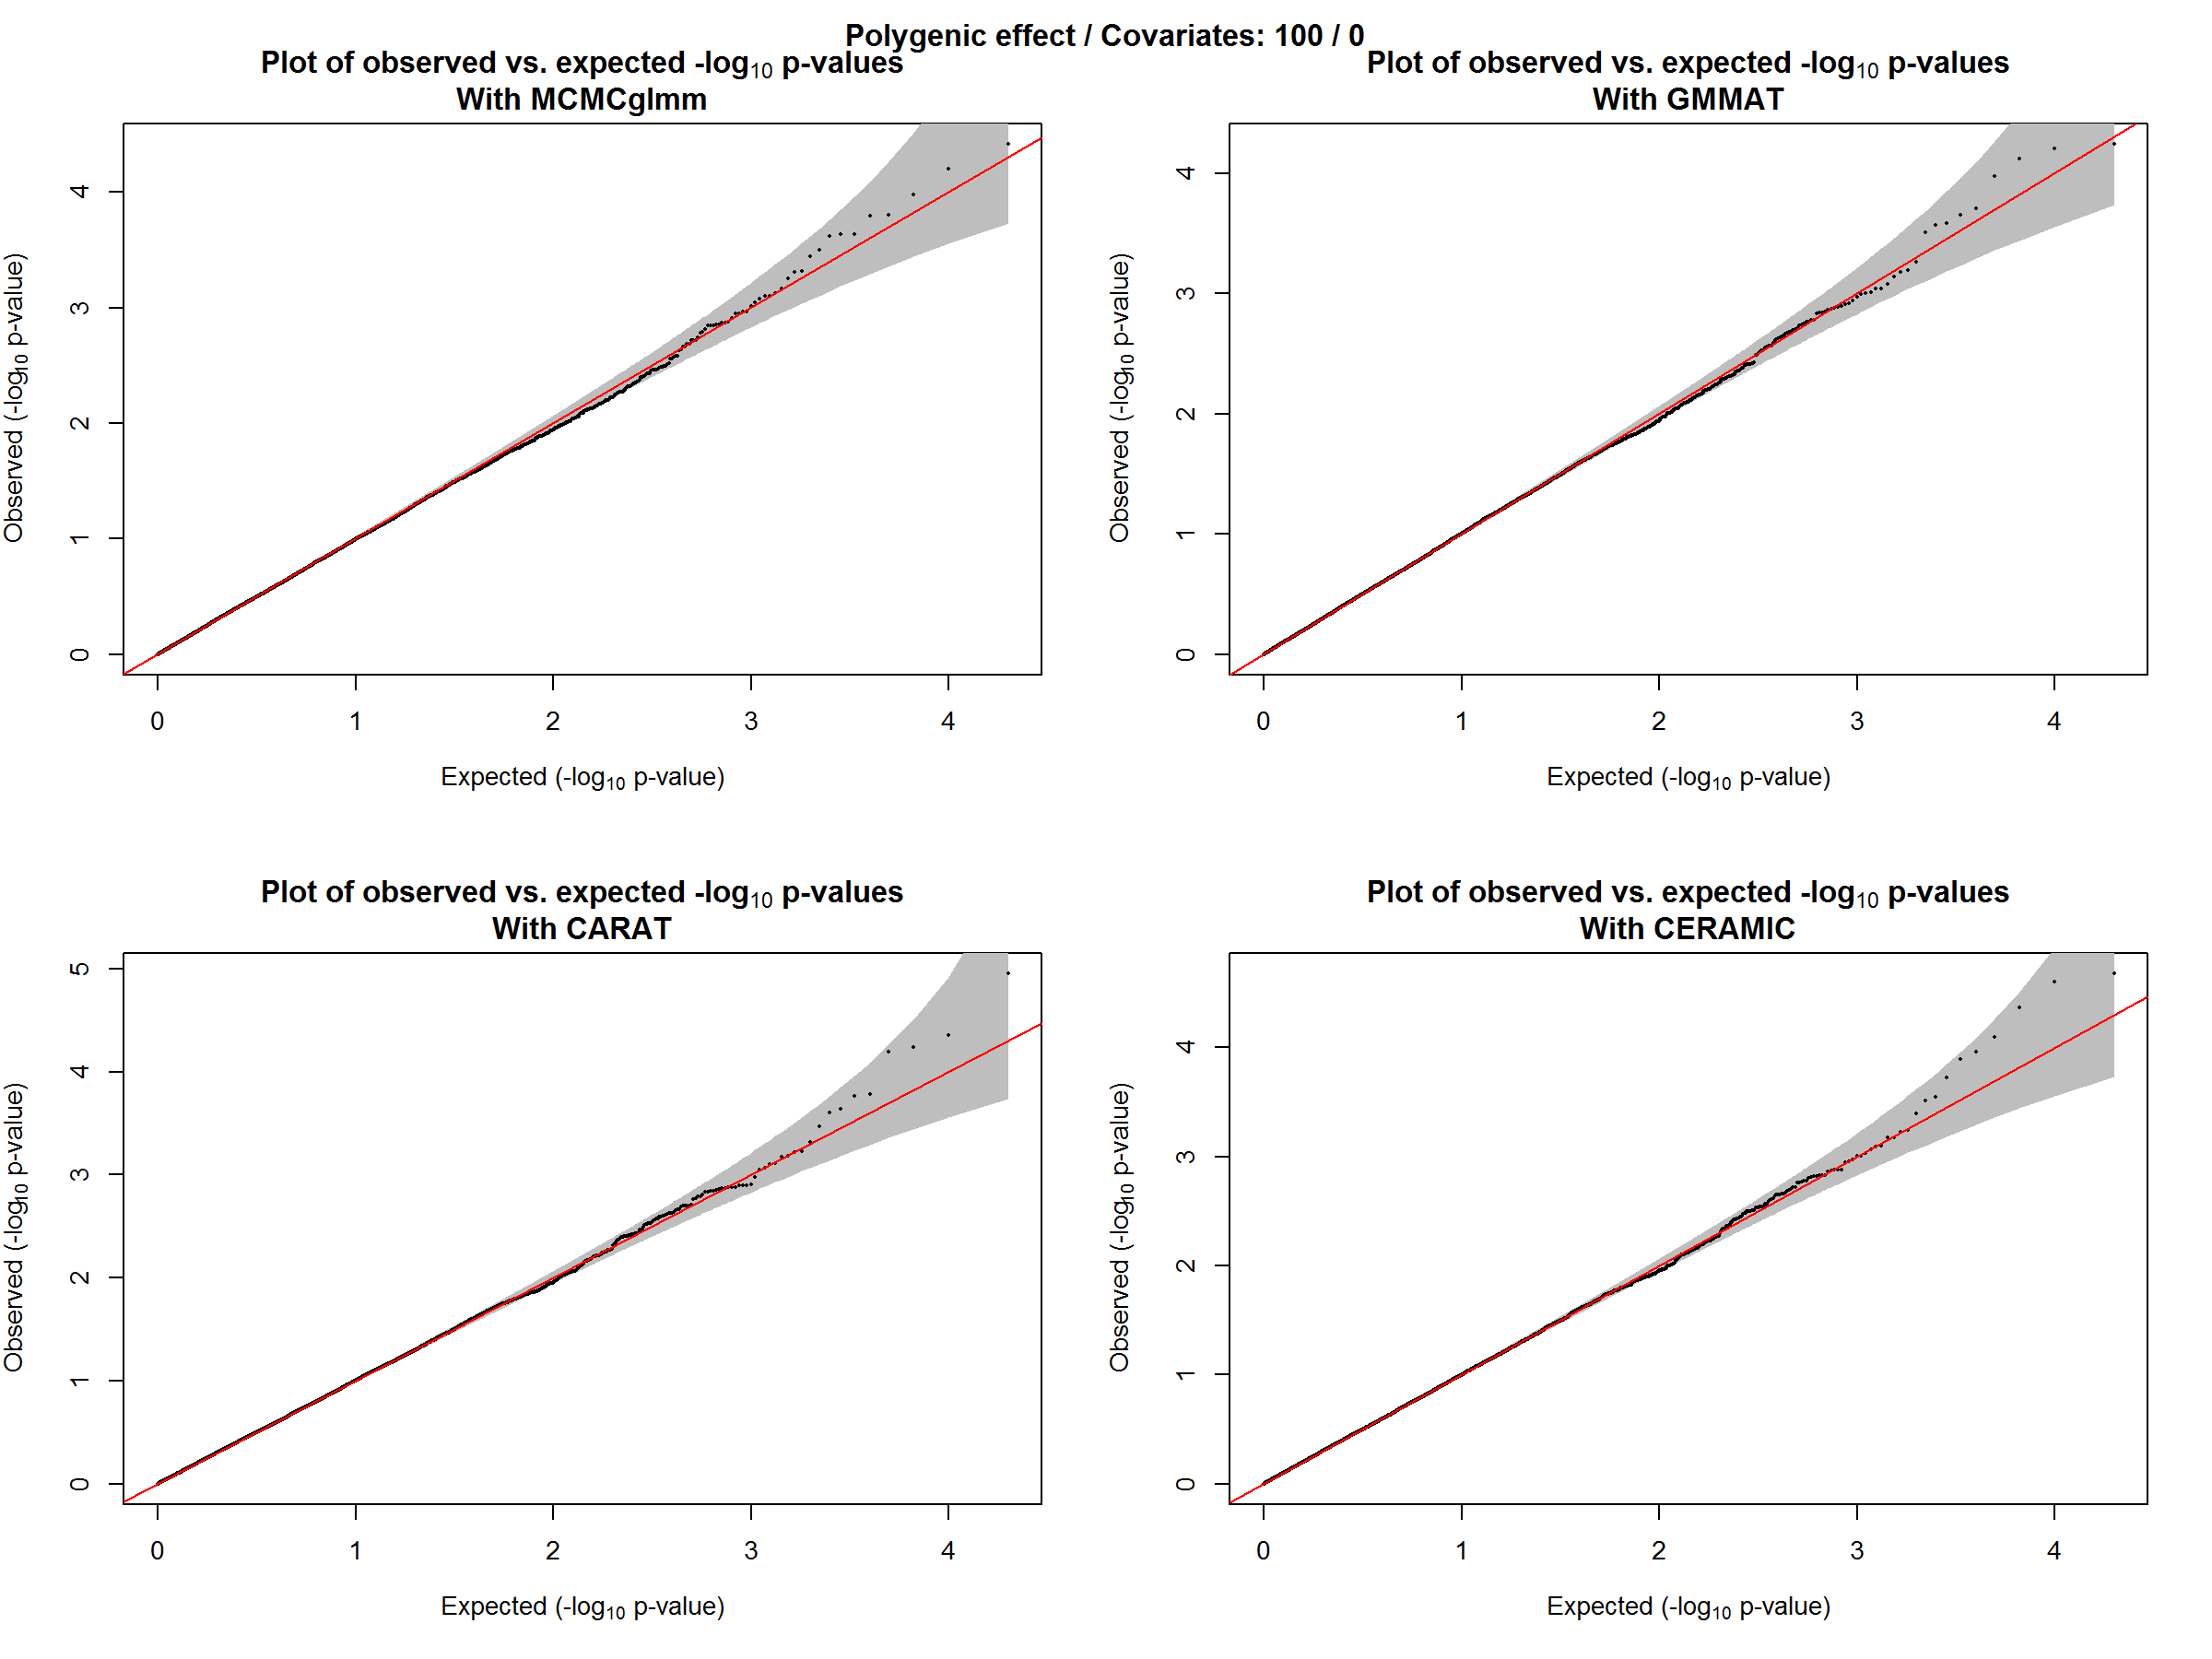 Polygenic effect / Covariates: 100 / 0
Plot of observed vs. expected -log10 p-values
With MCMCglmm
Observed (-log10 p-value)
0 1 2 3 4
0 1 2 3 4
Expected (-log10 p-value)
Plot of observed vs. expected -log10 p-values
With GMMAT
Observed (-log10 p-value)
0 1 2 3 4
0 1 2 3 4
Expected (-log10 p-value)
Plot of observed vs. expected -log10 p-values
With CARAT
Observed (-log10 p-value)
0 1 2 3 4 5
0 1 2 3 4
Expected (-log10 p-value)
Plot of observed vs. expected -log10 p-values
With CERAMIC
Observed (-log10 p-value)
0 1 2 3 4
0 1 2 3 4
Expected (-log10 p-value)